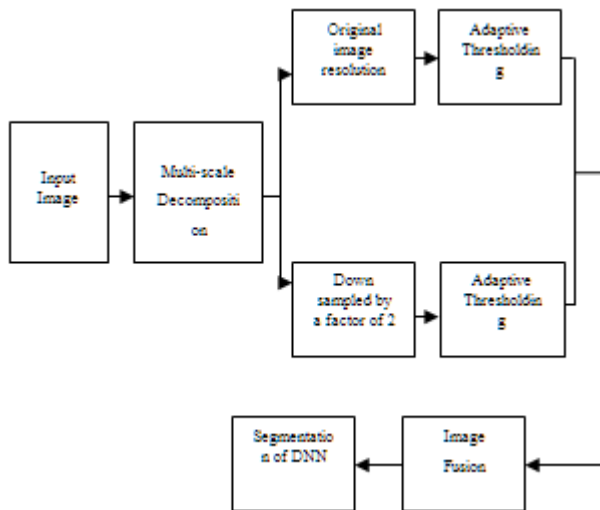 Original
image
resolution
Adaptive
Thresholdin
g
Input
Image
Multi-scale
Decompositi
on
Down
sampled by
a factor of 2
Adaptive
Thresholdin
g
Segmentatio
n of DNN
Image
Fusion